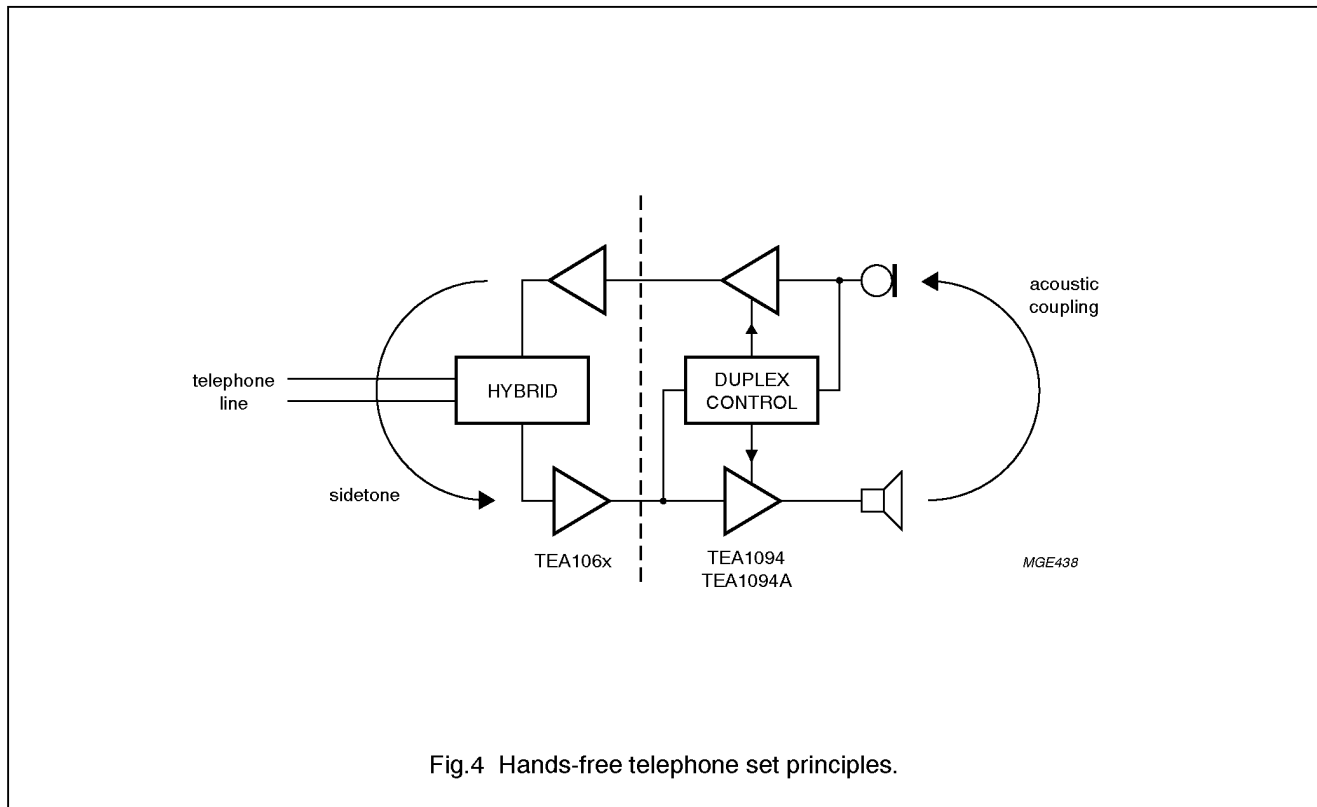 acoustic
coupling
telephone
line
HYBRID
DUPLEX
CONTROL
sidetone
TEA106x
TEA1094
TEA1094A
MGE438
Fig.4 Hands-free telephone set principles.